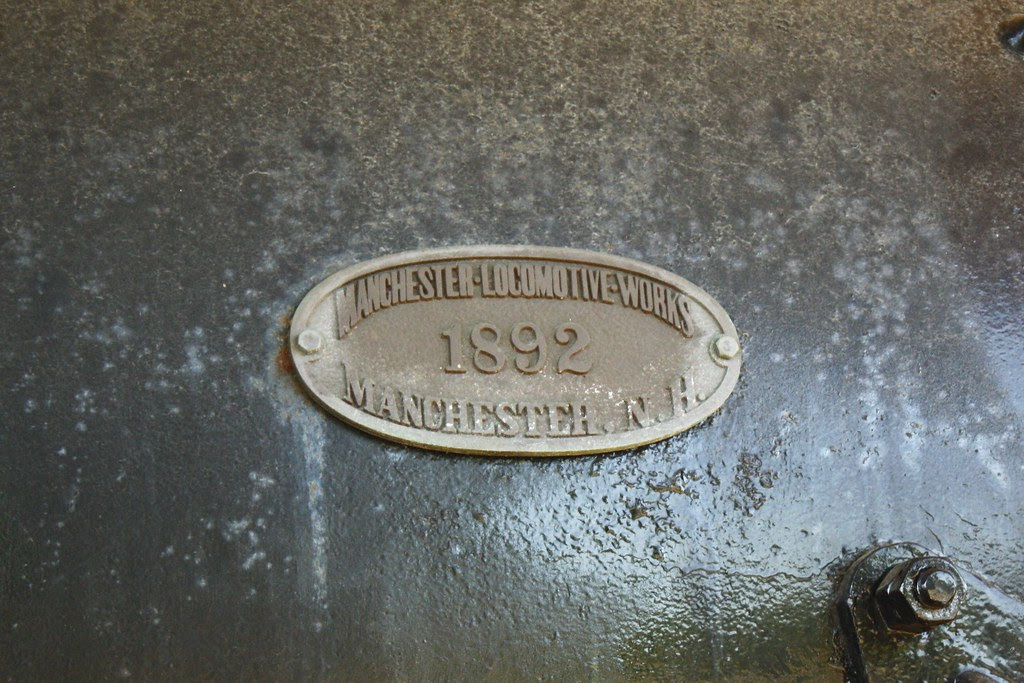 MANCHESTER·LOCOMOTIVE·WORKS
1892
MANCHESTER, N.H.